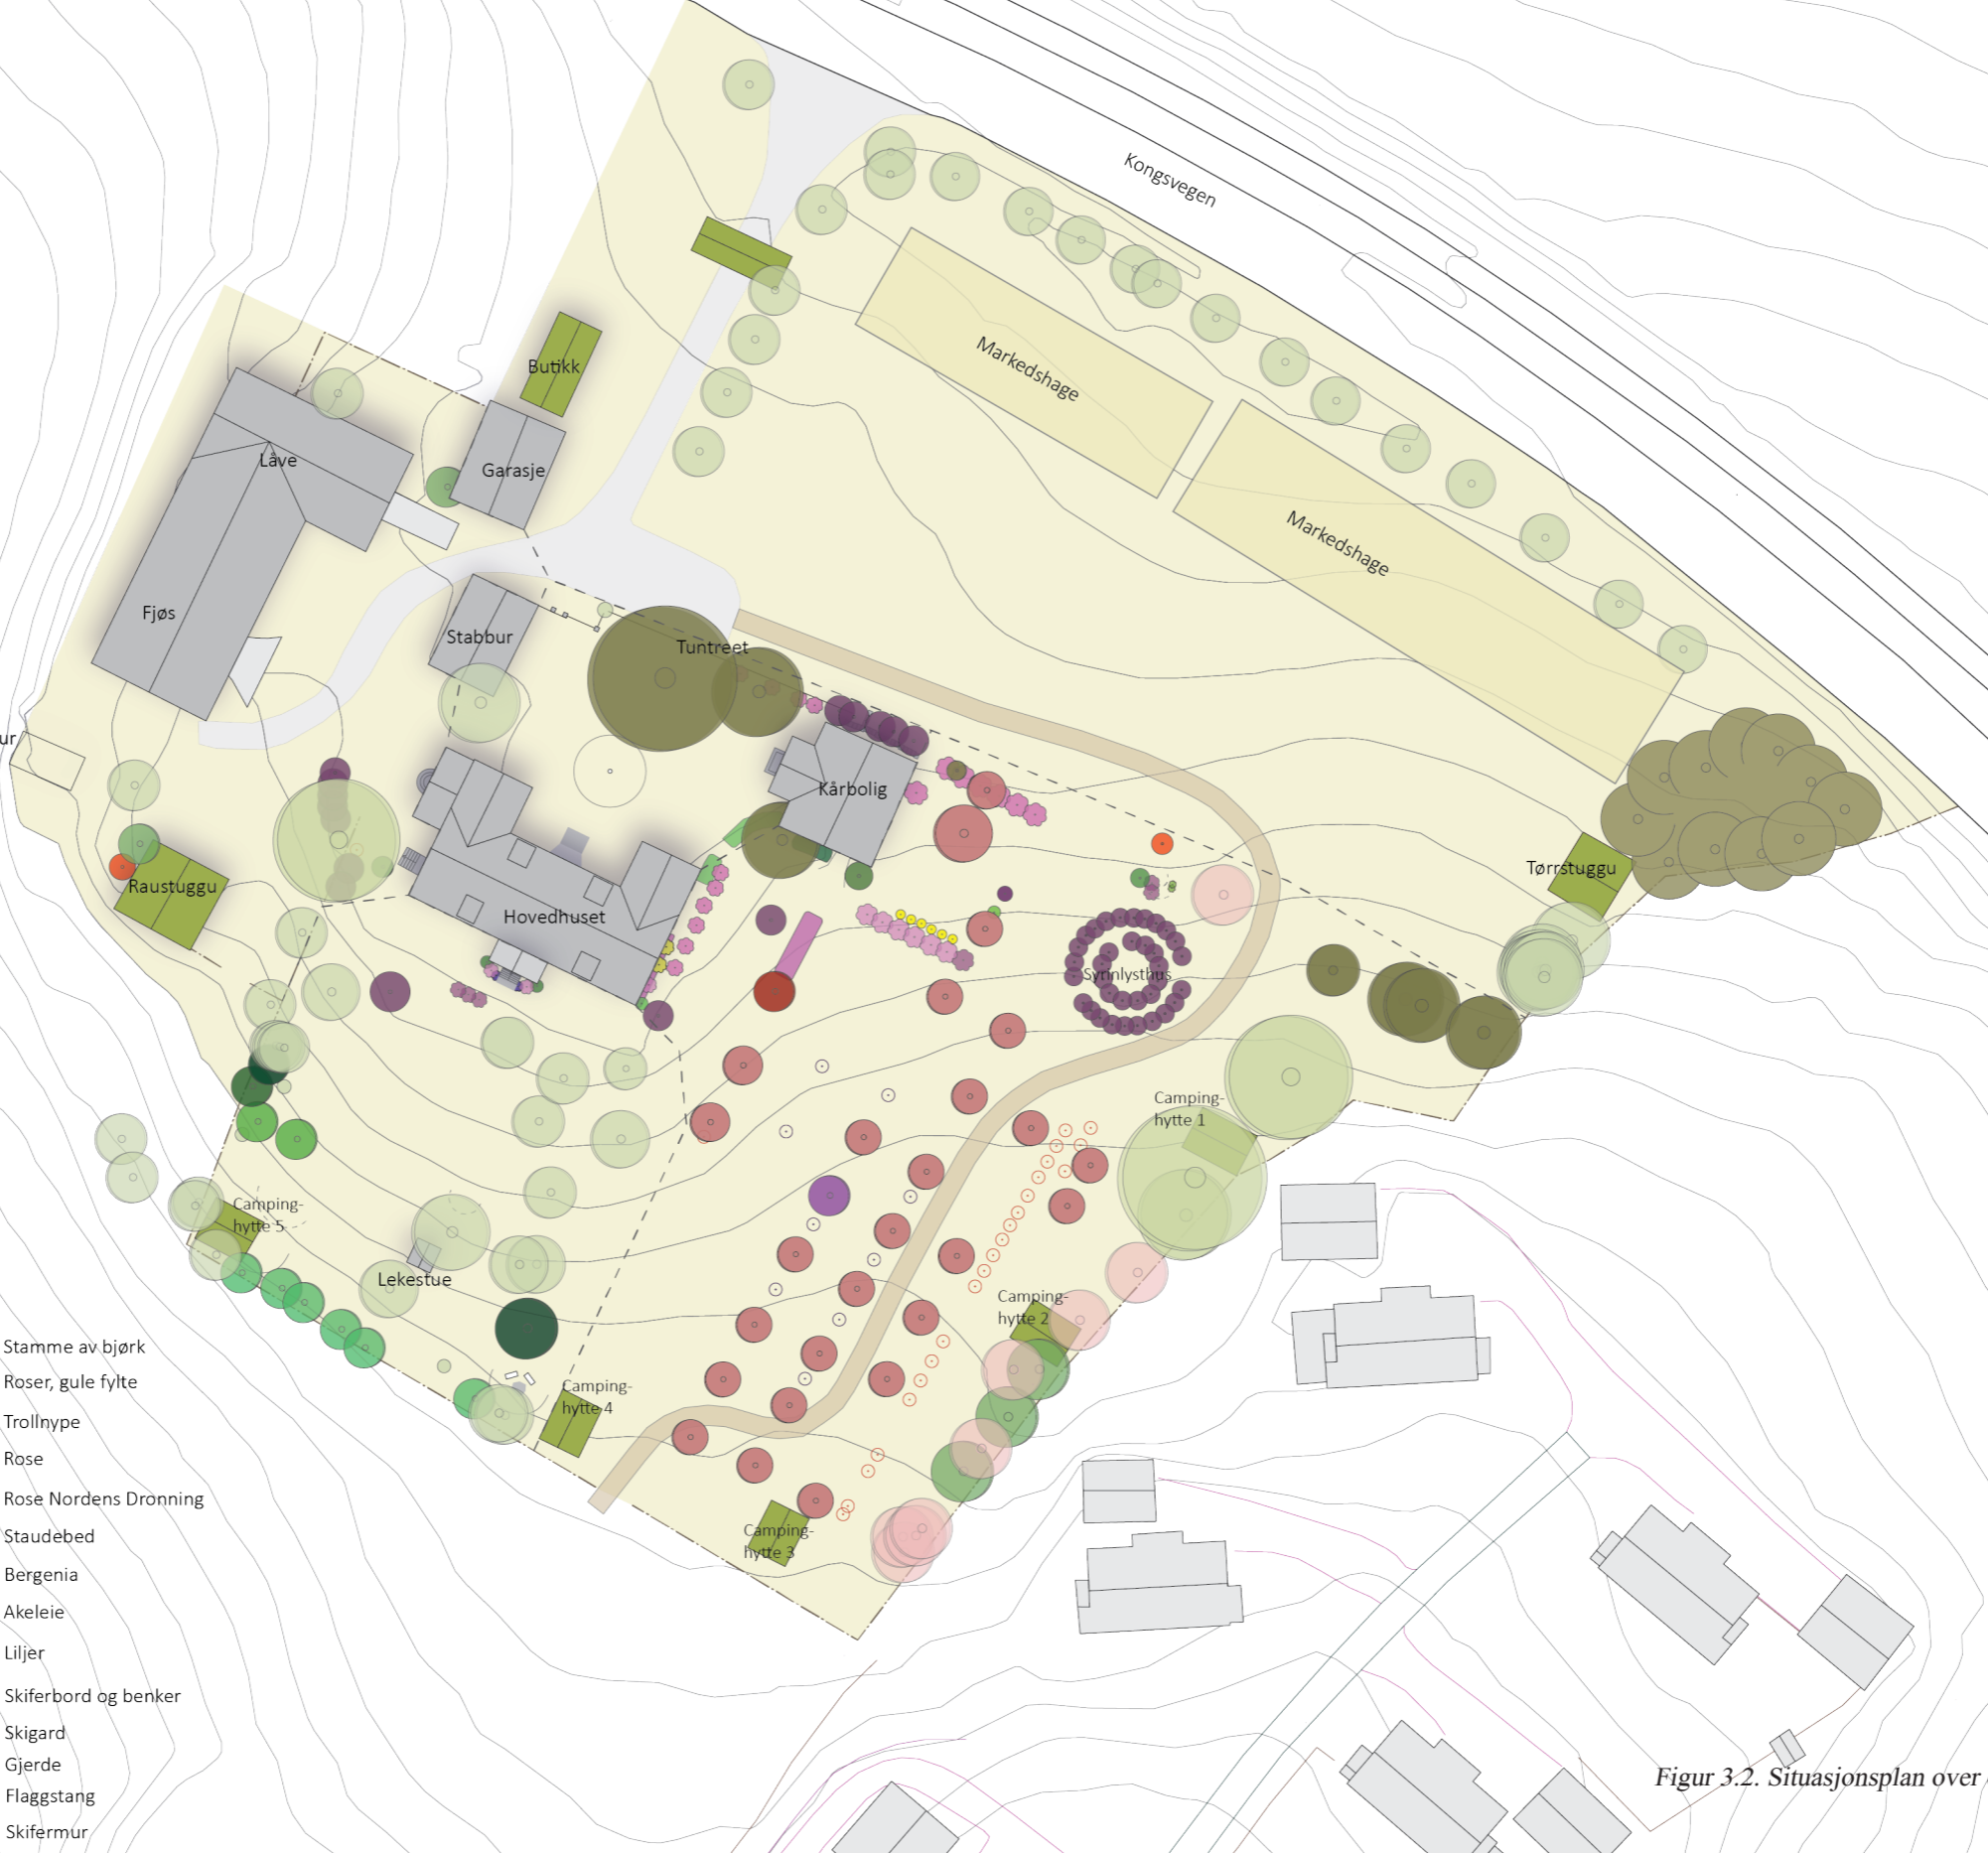 Kongsvegen
Butikk
Markedshage
Låve
Garasje
Markedshage
Fjøs
Stabbur
Tuntreet
ur
Kårbolig
Raustuggu
Tørrstuggu
Hovedhuset
Syrinlysthus
Camping-
hytte 1
Camping-
hytte 5
Lekestue
Camping-
hytte 2
Camping-
hytte 4
Camping-
hytte 3
Stamme av bjørk
Roser, gule fylte
Trollnype
Rose
Rose Nordens Dronning
Staudebed
Bergenia
Akeleie
Liljer
Skiferbord og benker
Skigard
Gjerde
Flaggstang
Skifermur
Figur 3.2. Situasjonsplan over